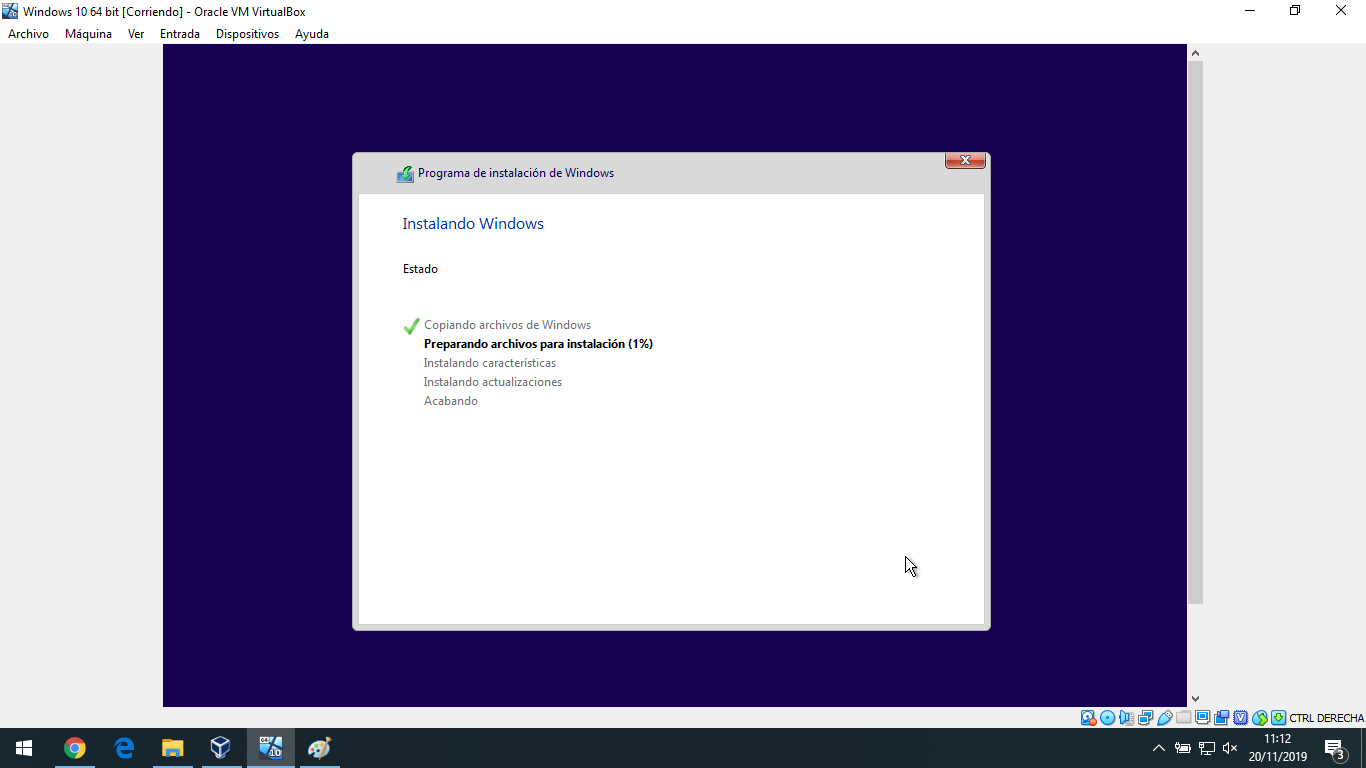 Windows 10 64 bit [Corriendo] - Oracle VM VirtualBox
Archivo Máquina Ver Entrada Dispositivos Ayuda
Programa de instalación de Windows
Instalando Windows
Estado
Copiando archivos de Windows
Preparando archivos para instalación (1%)
Instalando características
Instalando actualizaciones
Acabando
CTRL DERECHA
11:12
20/11/2019
3